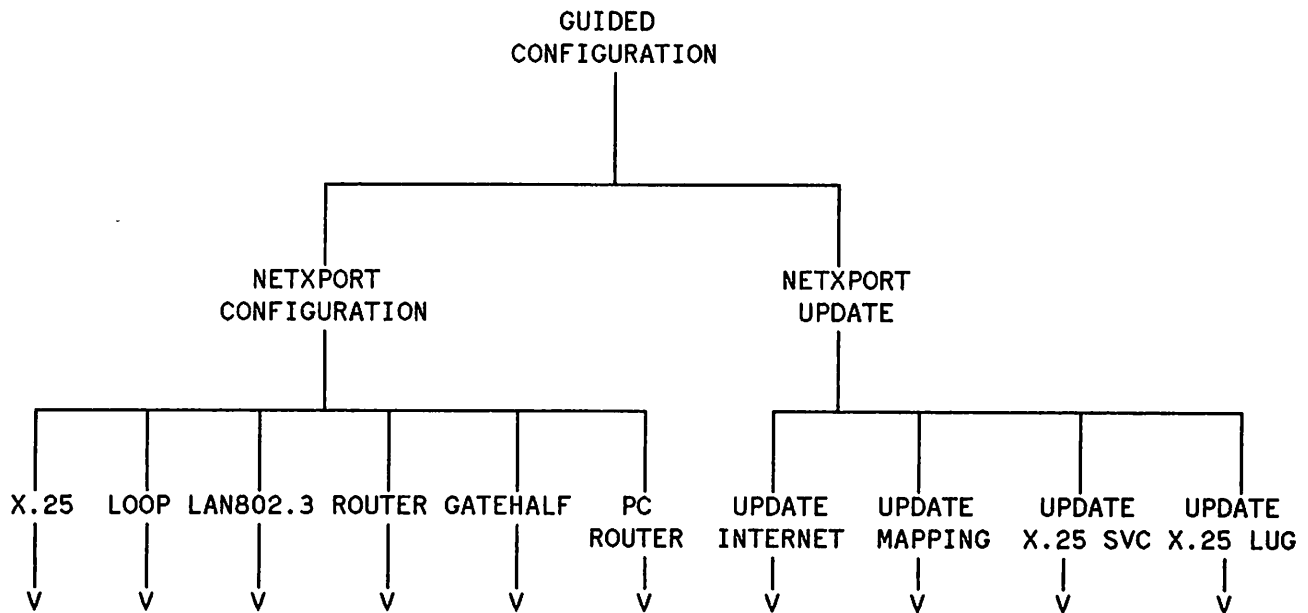 GUIDED
CONFIGURATION
NETXPORT
CONFIGURATION
NETXPORT
UPDATE
X.25
LOOP
LAN802.3
ROUTER
GATEHALF
PC
ROUTER
UPDATE
INTERNET
UPDATE
MAPPING
UPDATE
X.25 SVC
UPDATE
X.25 LUG
V V V V V V V V V V